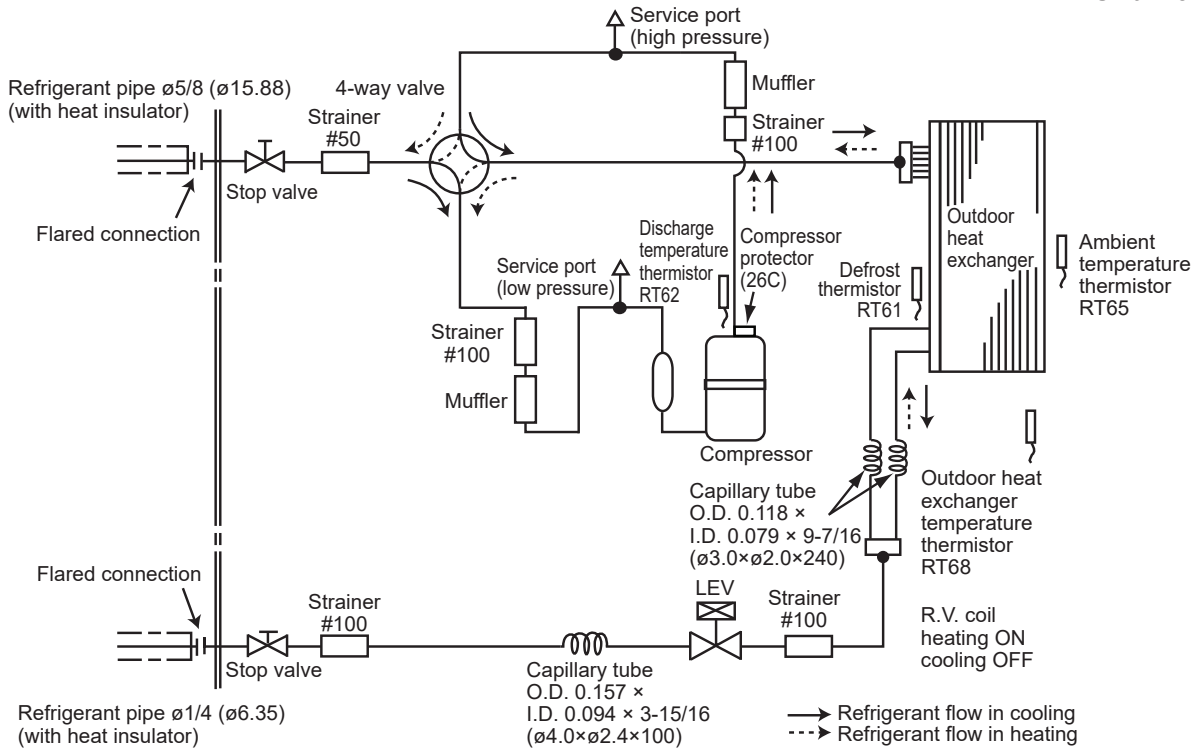 Service port
(high pressure)
Refrigerant pipe ø5/8 (ø15.88)
(with heat insulator)
4-way valve
Muffler
Strainer
#50
Strainer
#100
Stop valve
Flared connection
Discharge
temperature
thermistor
RT62
Compressor
protector
(26C)
Outdoor
heat
exchanger
Ambient
temperature
thermistor
RT65
Service port
(low pressure)
Defrost
thermistor
RT61
Strainer
#100
Muffler
Compressor
Capillary tube
O.D. 0.118 ×
I.D. 0.079 × 9-7/16
(ø3.0×ø2.0×240)
Outdoor heat
exchanger
temperature
thermistor
RT68
Flared connection
Strainer
#100
LEV
Strainer
#100
R.V. coil
heating ON
cooling OFF
Stop valve
Capillary tube
O.D. 0.157 ×
I.D. 0.094 × 3-15/16
(ø4.0×ø2.4×100)
Refrigerant pipe ø1/4 (ø6.35)
(with heat insulator)
Refrigerant flow in cooling
Refrigerant flow in heating